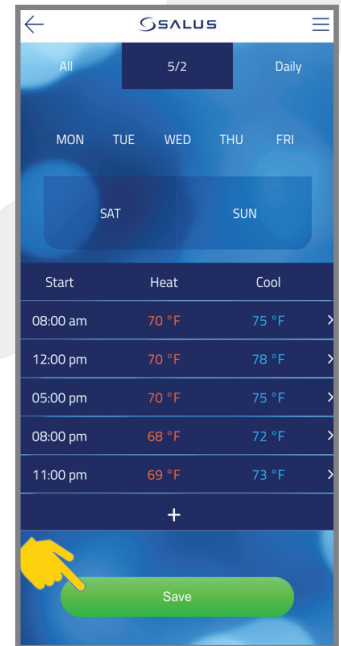 SALUS
All 5/2 Daily
MON TUE WED THU FRI
SAT SUN
Start Heat Cool
08:00 am 70 °F 75 °F
12:00 pm 70 °F 78 °F
05:00 pm 70 °F 75 °F
08:00 pm 68 °F 72 °F
11:00 pm 69 °F 73 °F
+
Save